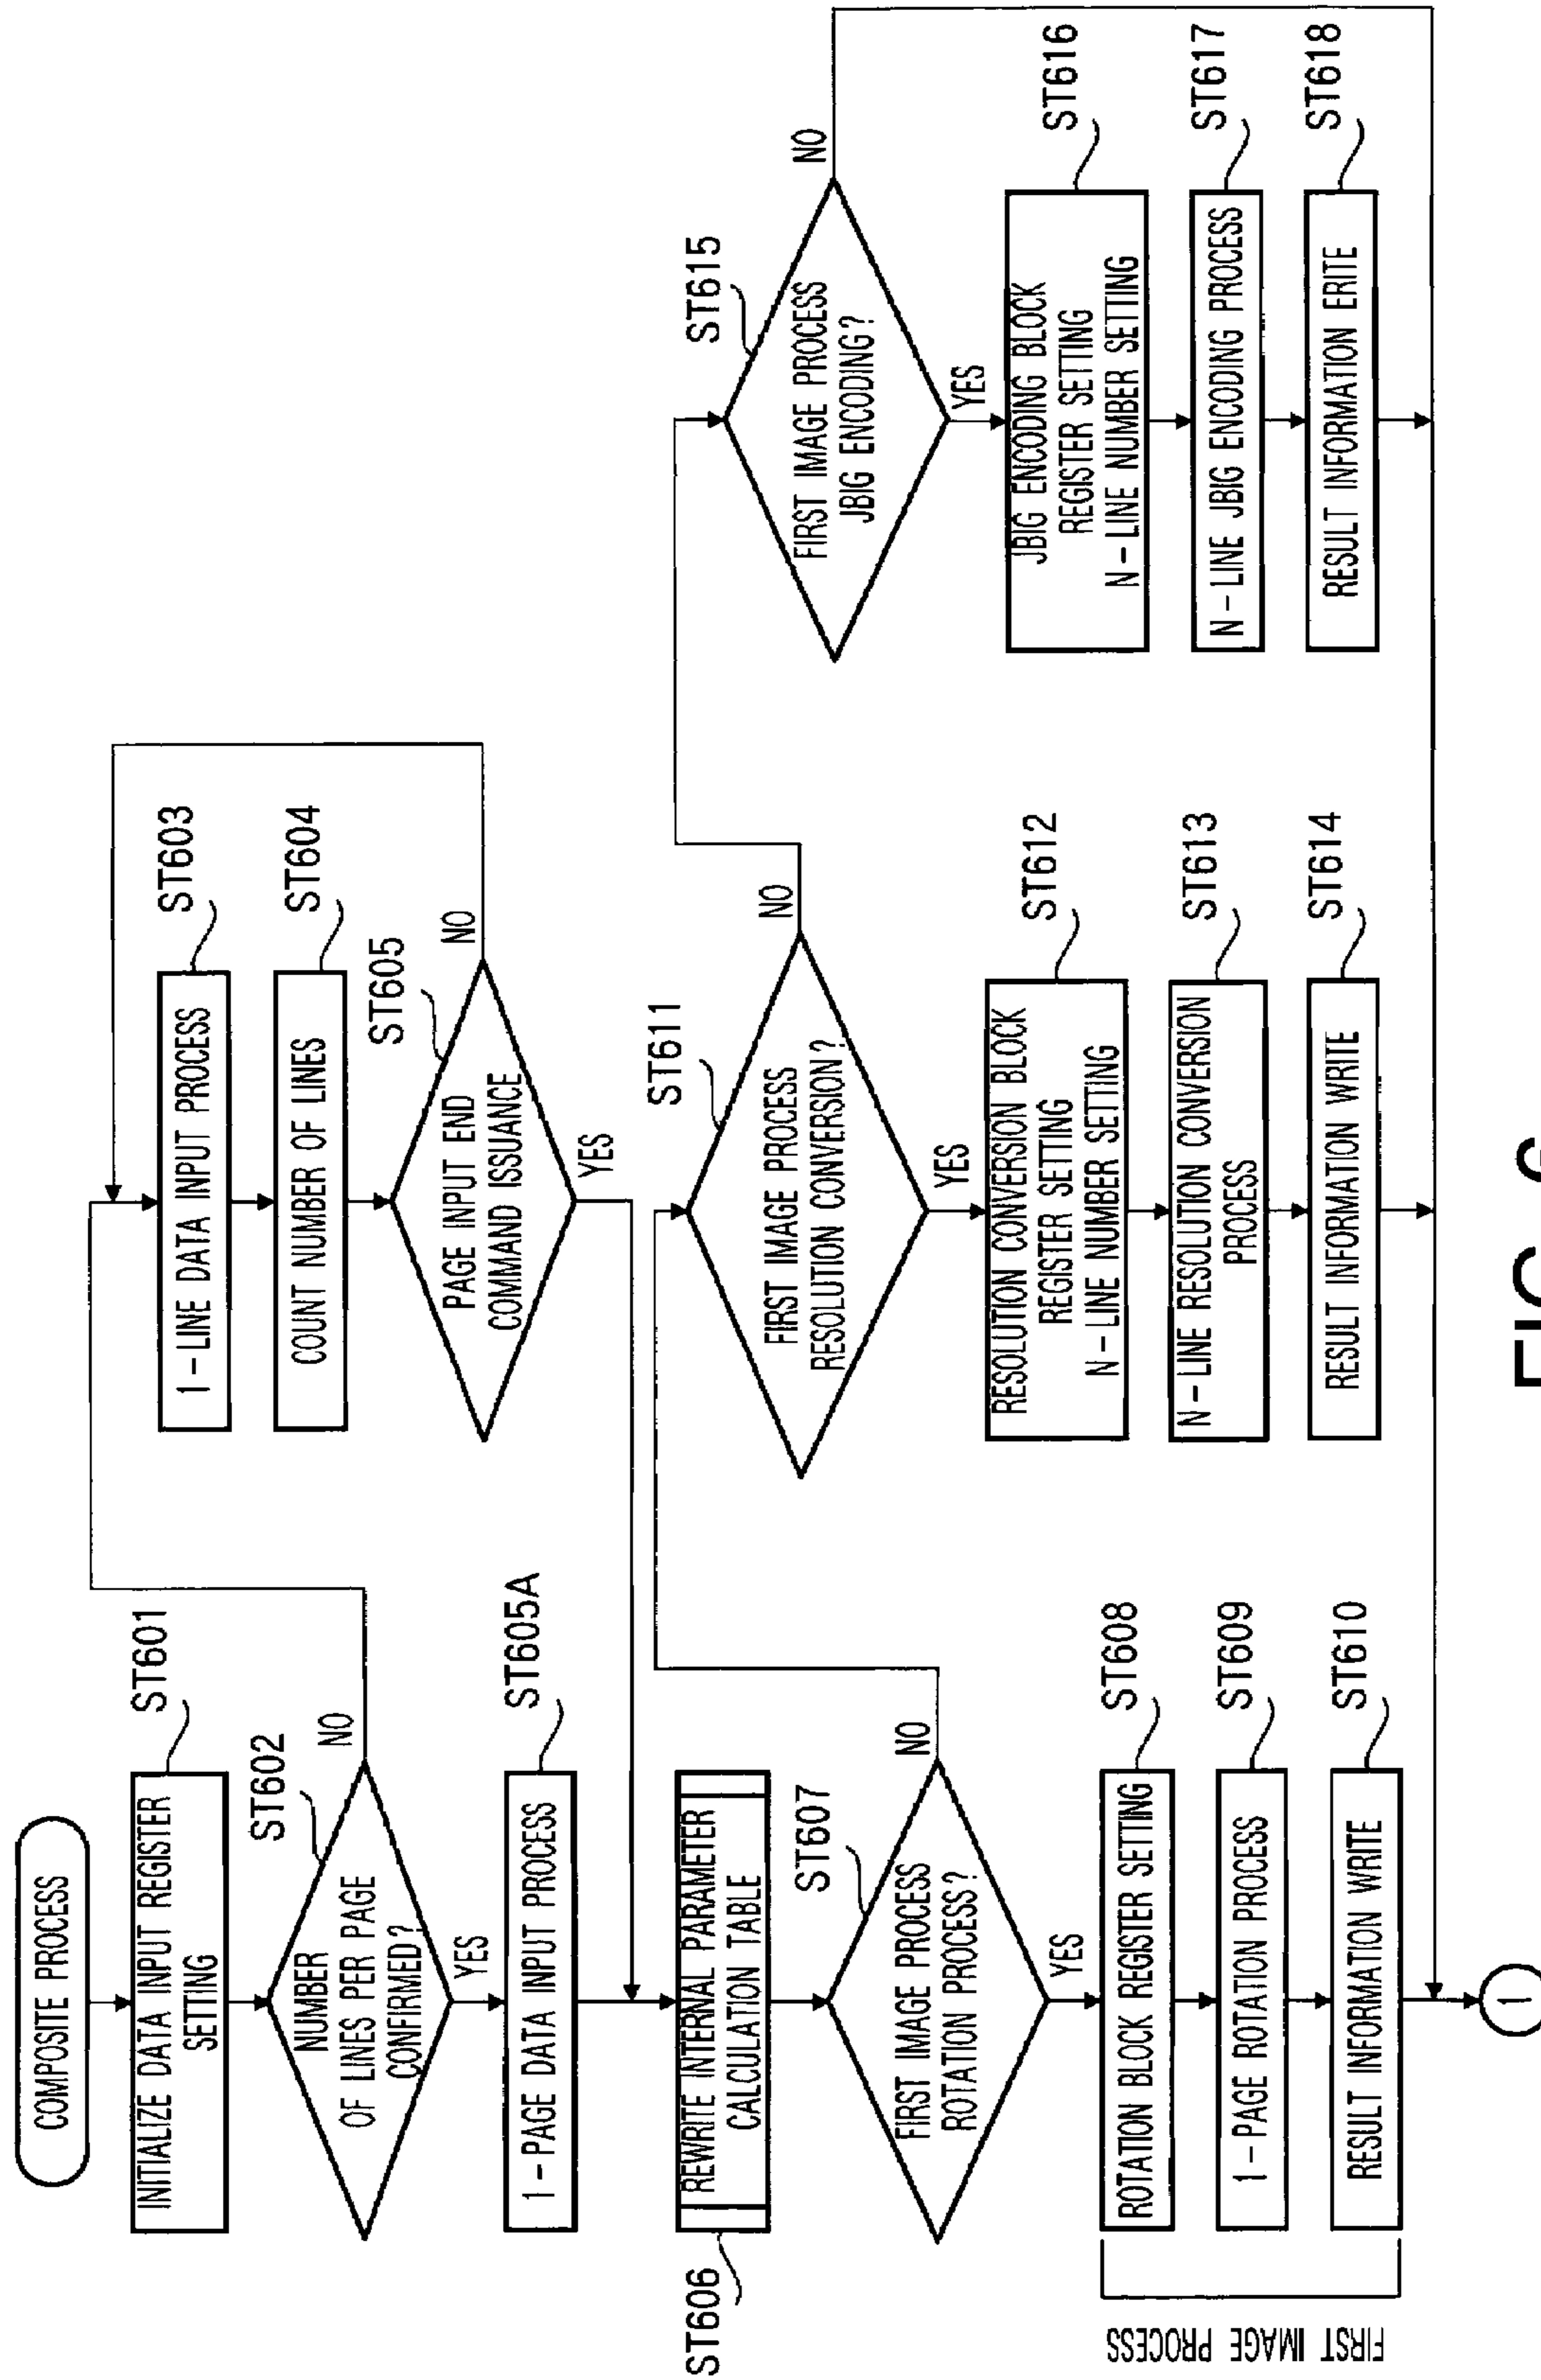 COMPOSITE PROCESS
INITIALIZE DATA INPUT REGISTER
SETTING
ST601
NUMBER
OF LINES PER PAGE
CONFIRMED?
ST602
NO
YES
1-PAGE DATA INPUT PROCESS
ST605A
1-LINE DATA INPUT PROCESS
ST603
COUNT NUMBER OF LINES
ST604
PAGE INPUT END
COMMAND ISSUANCE
ST605
NO
YES
REWRITE INTERNAL PARAMETER
CALCULATION TABLE
ST606
FIRST IMAGE PROCESS
ROTATION PROCESS?
ST607
NO
YES
ROTATION BLOCK REGISTER SETTING
ST608
1-PAGE ROTATION PROCESS
ST609
RESULT INFORMATION WRITE
ST610
FIRST IMAGE PROCESS
FIRST IMAGE PROCESS
RESOLUTION CONVERSION?
ST611
NO
YES
RESOLUTION CONVERSION BLOCK
REGISTER SETTING
N-LINE NUMBER SETTING
ST612
N-LINE RESOLUTION CONVERSION
PROCESS
ST613
RESULT INFORMATION WRITE
ST614
FIRST IMAGE PROCESS
JBIG ENCODING?
ST615
NO
YES
JBIG ENCODING BLOCK
REGISTER SETTING
N-LINE NUMBER SETTING
ST616
N-LINE JBIG ENCODING PROCESS
ST617
RESULT INFORMATION ERITE
ST618
1